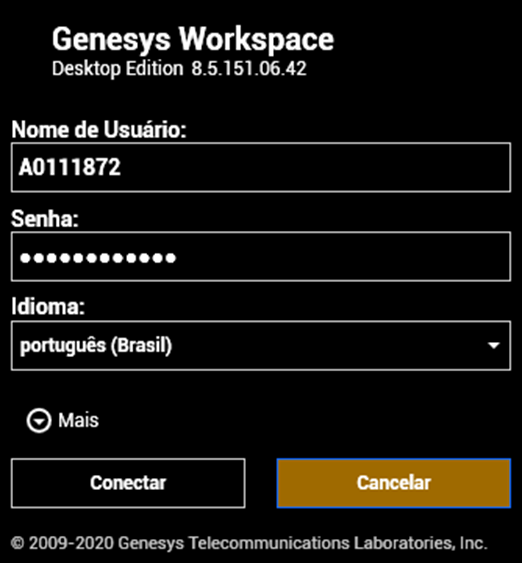 Genesys Workspace
Desktop Edition 8.5.151.06.42
Nome de Usuário:
A0111872
Senha:
●●●●●●●●●●●●
Idioma:
português (Brasil)
Mais
Conectar Cancelar
© 2009-2020 Genesys Telecommunications Laboratories, Inc.